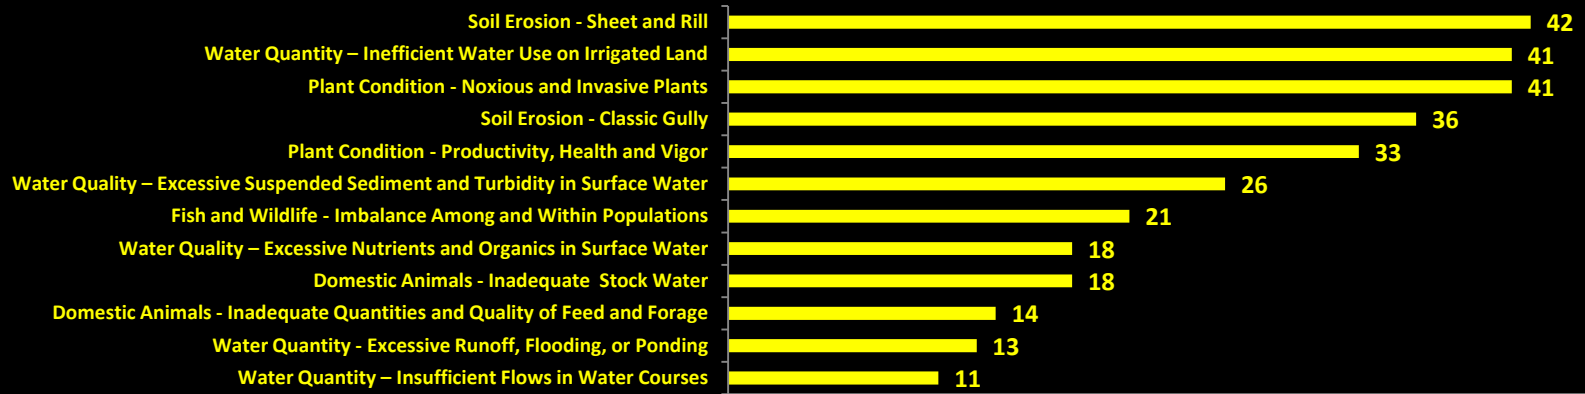 Soil Erosion - Sheet and Rill 42
Water Quantity – Inefficient Water Use on Irrigated Land 41
Plant Condition - Noxious and Invasive Plants 41
Soil Erosion - Classic Gully 36
Plant Condition - Productivity, Health and Vigor 33
Water Quality – Excessive Suspended Sediment and Turbidity in Surface Water 26
Fish and Wildlife - Imbalance Among and Within Populations 21
Water Quality – Excessive Nutrients and Organics in Surface Water 18
Domestic Animals - Inadequate  Stock Water 18
Domestic Animals - Inadequate Quantities and Quality of Feed and Forage 14
Water Quantity - Excessive Runoff, Flooding, or Ponding 13
Water Quantity – Insufficient Flows in Water Courses 11